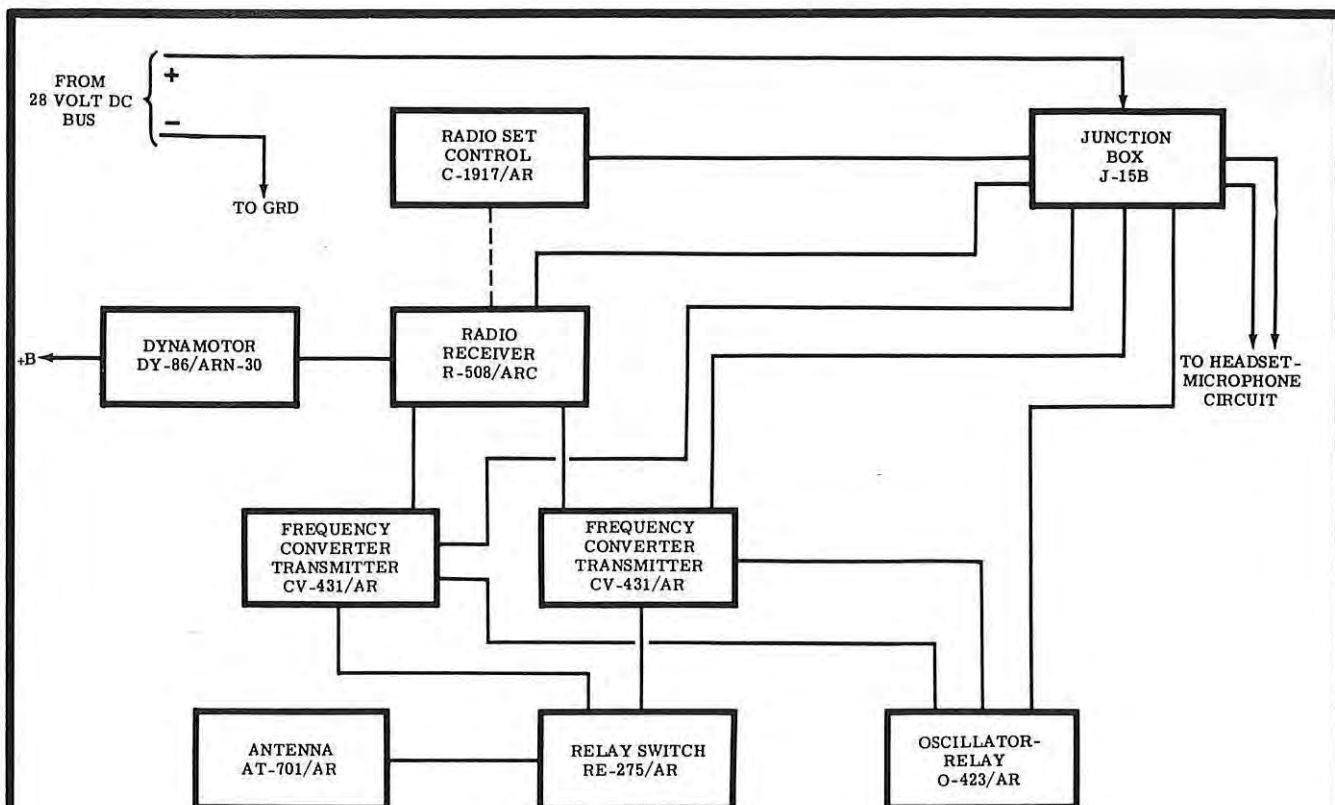 FROM
28 VOLT DC
BUS
+
−
TO GRD
RADIO SET
CONTROL
C-1917/AR
JUNCTION
BOX
J-15B
+B
DYNAMOTOR
DY-86/ARN-30
RADIO
RECEIVER
R-508/ARC
TO HEADSET-
MICROPHONE
CIRCUIT
FREQUENCY
CONVERTER
TRANSMITTER
CV-431/AR
FREQUENCY
CONVERTER
TRANSMITTER
CV-431/AR
ANTENNA
AT-701/AR
RELAY SWITCH
RE-275/AR
OSCILLATOR-
RELAY
O-423/AR